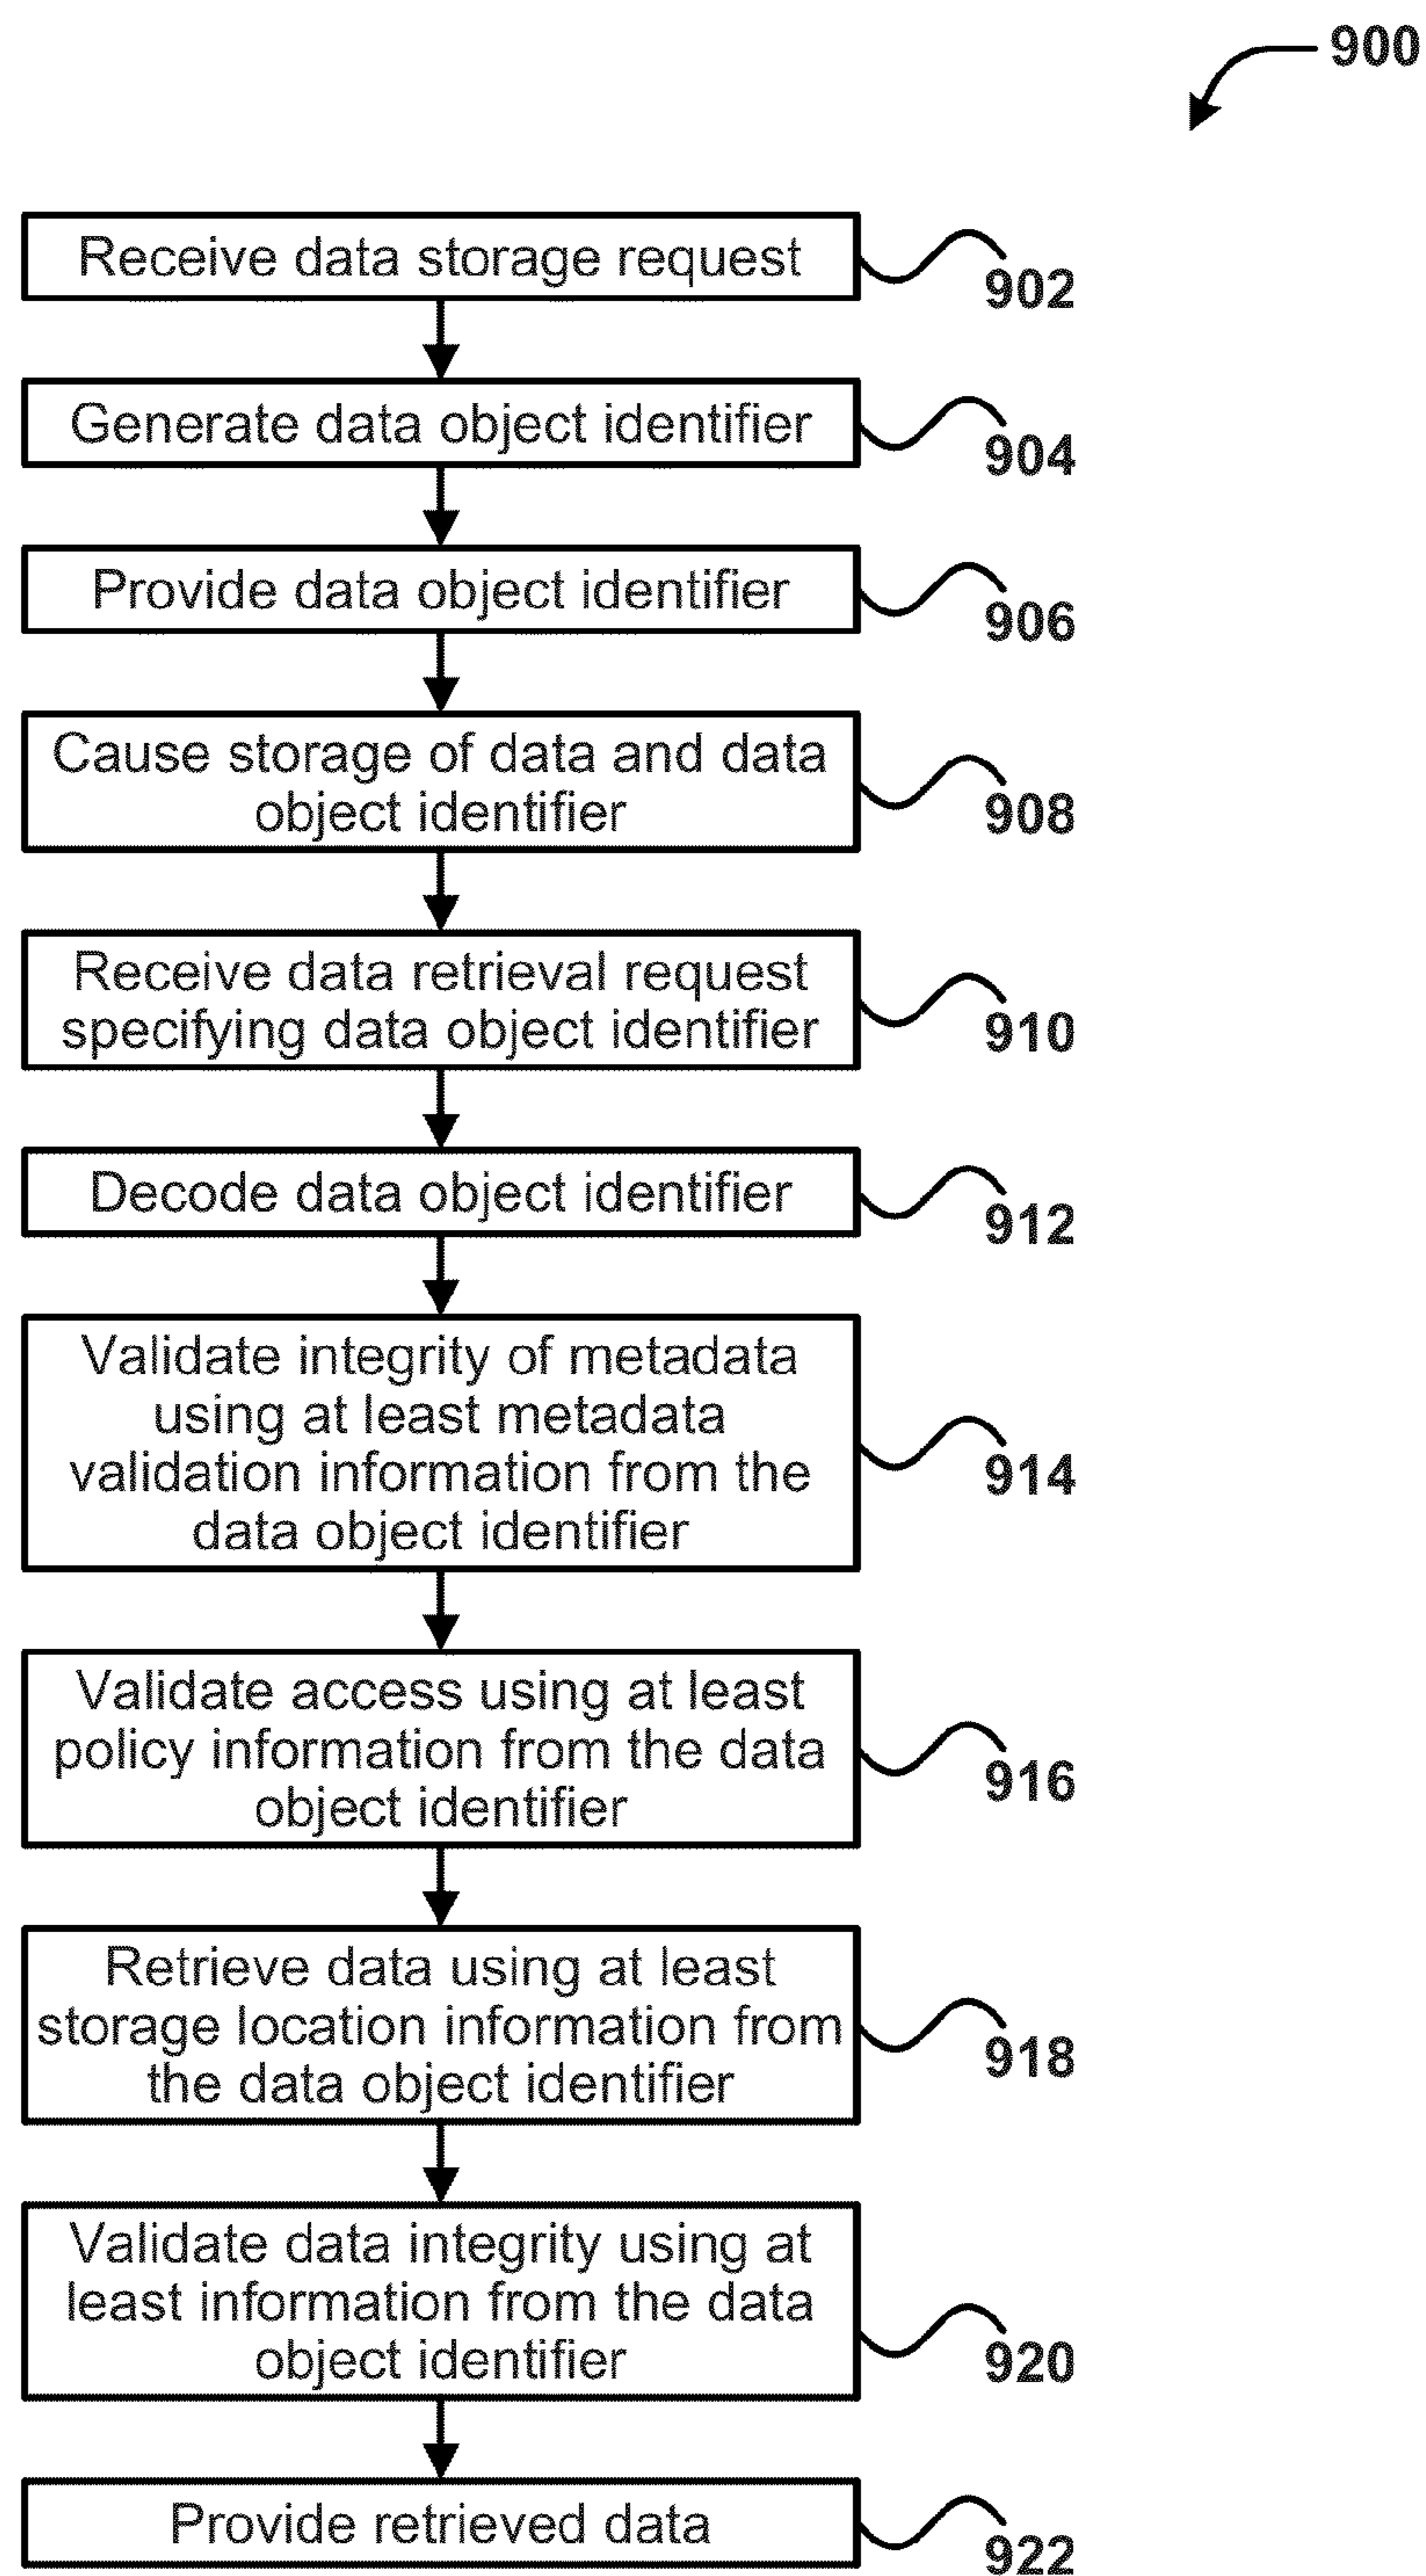 900
Receive data storage request
902
Generate data object identifier
904
Provide data object identifier
906
Cause storage of data and data
object identifier
908
Receive data retrieval request
specifying data object identifier
910
Decode data object identifier
912
Validate integrity of metadata
using at least metadata
validation information from the
data object identifier
914
Validate access using at least
policy information from the data
object identifier
916
Retrieve data using at least
storage location information from
the data object identifier
918
Validate data integrity using at
least information from the data
object identifier
920
Provide retrieved data
922